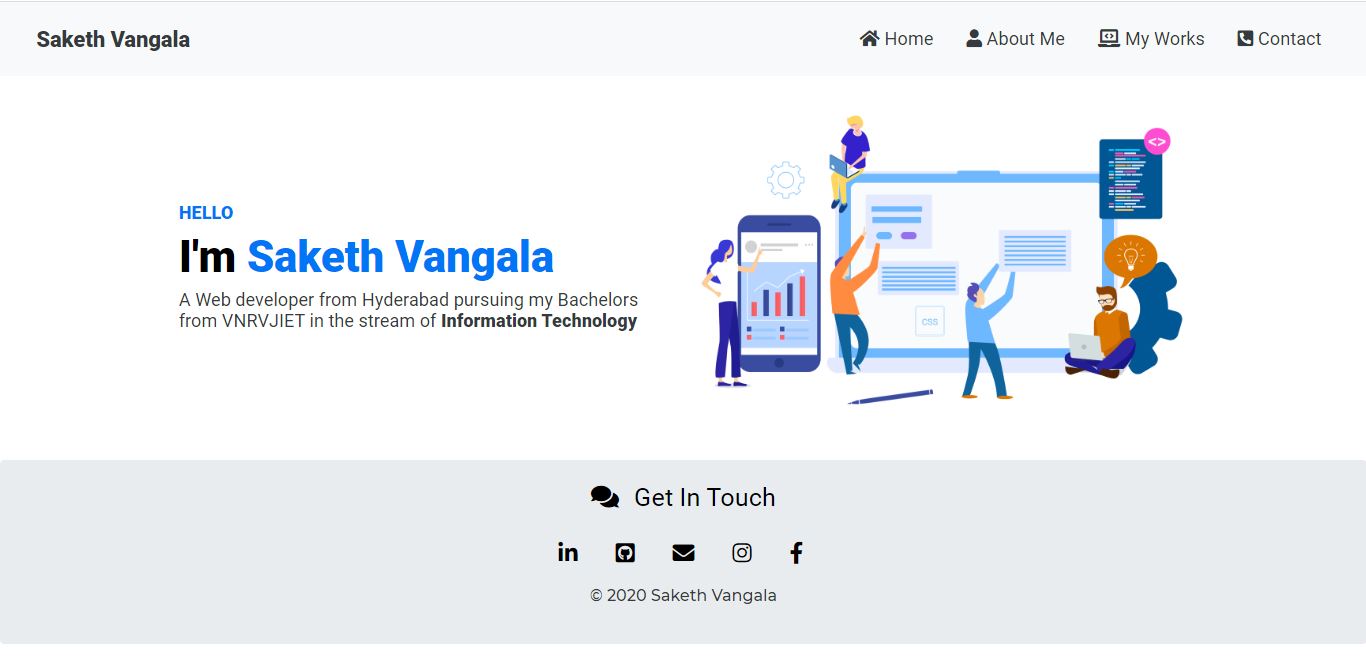 Saketh Vangala
Home
About Me
My Works
Contact
HELLO
I'm Saketh Vangala
A Web developer from Hyderabad pursuing my Bachelors
from VNRVJIET in the stream of Information Technology
<>
CSS
Get In Touch
in
f
© 2020 Saketh Vangala